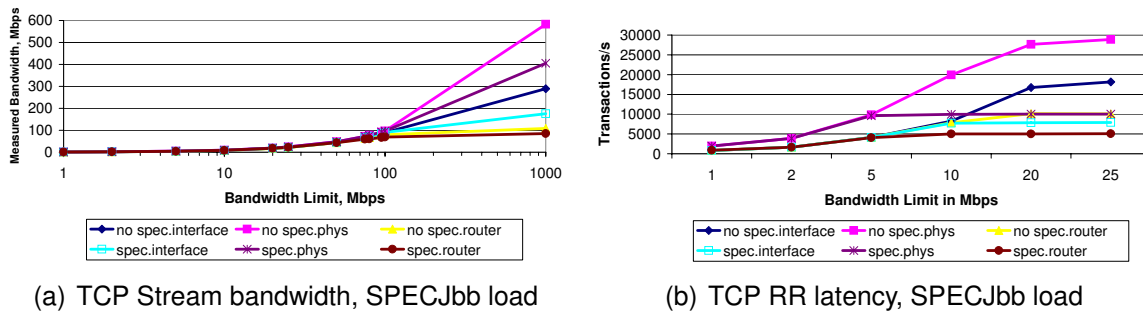 Measured Bandwidth, Mbps
600
500
400
300
200
100
0
1
10
100
1000
Bandwidth Limit, Mbps
no spec.interface
no spec.phys
no spec.router
spec.interface
spec.phys
spec.router
(a) TCP Stream bandwidth, SPECJbb load
Transactions/s
30000
25000
20000
15000
10000
5000
0
1
2
5
10
20
25
Bandwidth Limit in Mbps
no spec.interface
no spec.phys
no spec.router
spec.interface
spec.phys
spec.router
(b) TCP RR latency, SPECJbb load